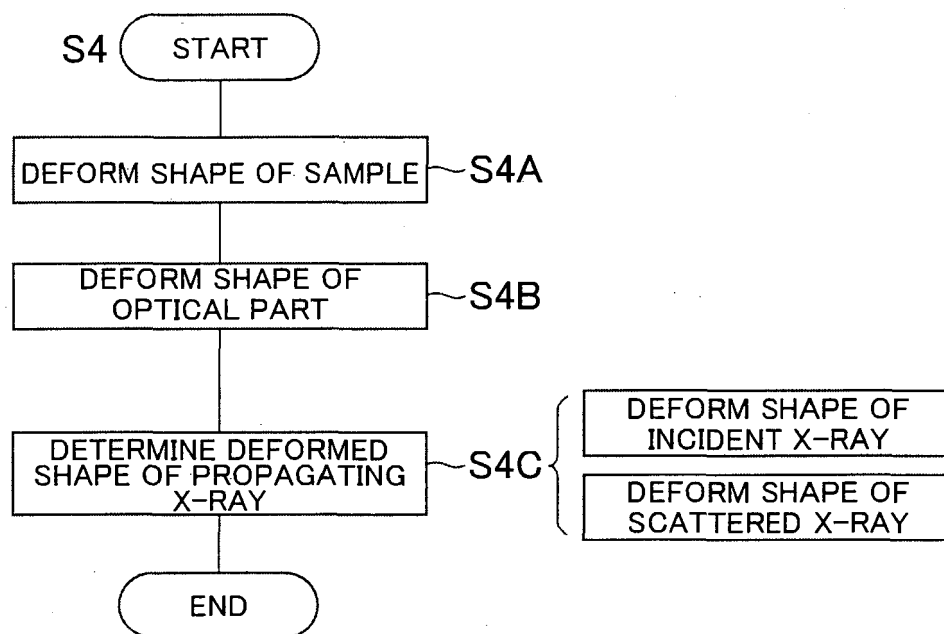 S4 START
DEFORM SHAPE OF SAMPLE S4A
DEFORM SHAPE OF
OPTICAL PART
S4B
DETERMINE DEFORMED
SHAPE OF PROPAGATING
X-RAY
S4C
DEFORM SHAPE OF
INCIDENT X-RAY
DEFORM SHAPE OF
SCATTERED X-RAY
END